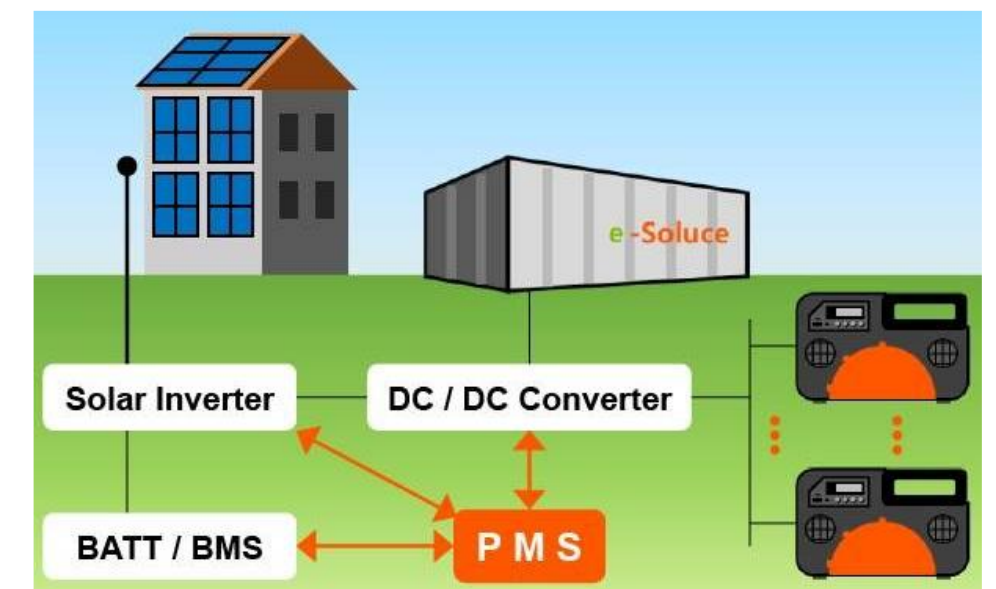 e -Soluce
Solar Inverter
DC / DC Converter
BATT / BMS
P M S